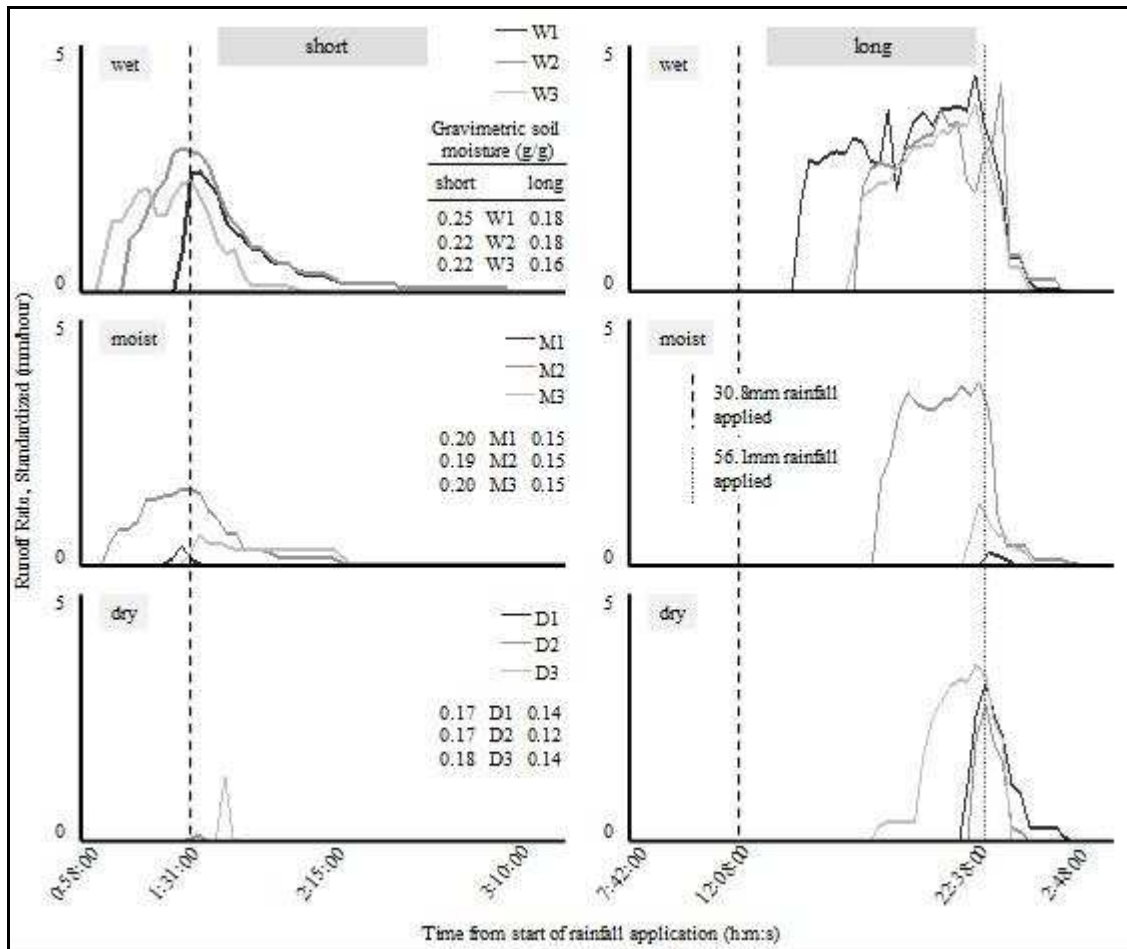 short
long
5
wet
0
W1
W2
W3
Gravimetric soil
moisture (g/g)
short long
0.25 W1 0.18
0.22 W2 0.18
0.22 W3 0.16
wet
5
moist
0
M1
M2
M3
0.20 M1 0.15
0.19 M2 0.15
0.20 M3 0.15
moist
30.8mm rainfall
applied
56.1mm rainfall
applied
5
dry
0
D1
D2
D3
0.17 D1 0.14
0.17 D2 0.12
0.18 D3 0.14
5
dry
0
Runoff Rate, Standardized (mm/hour)
0:58:00
1:31:00
2:15:00
3:10:00
7:42:00
12:08:00
22:38:00
2:48:00
Time from start of rainfall application (h:m:s)